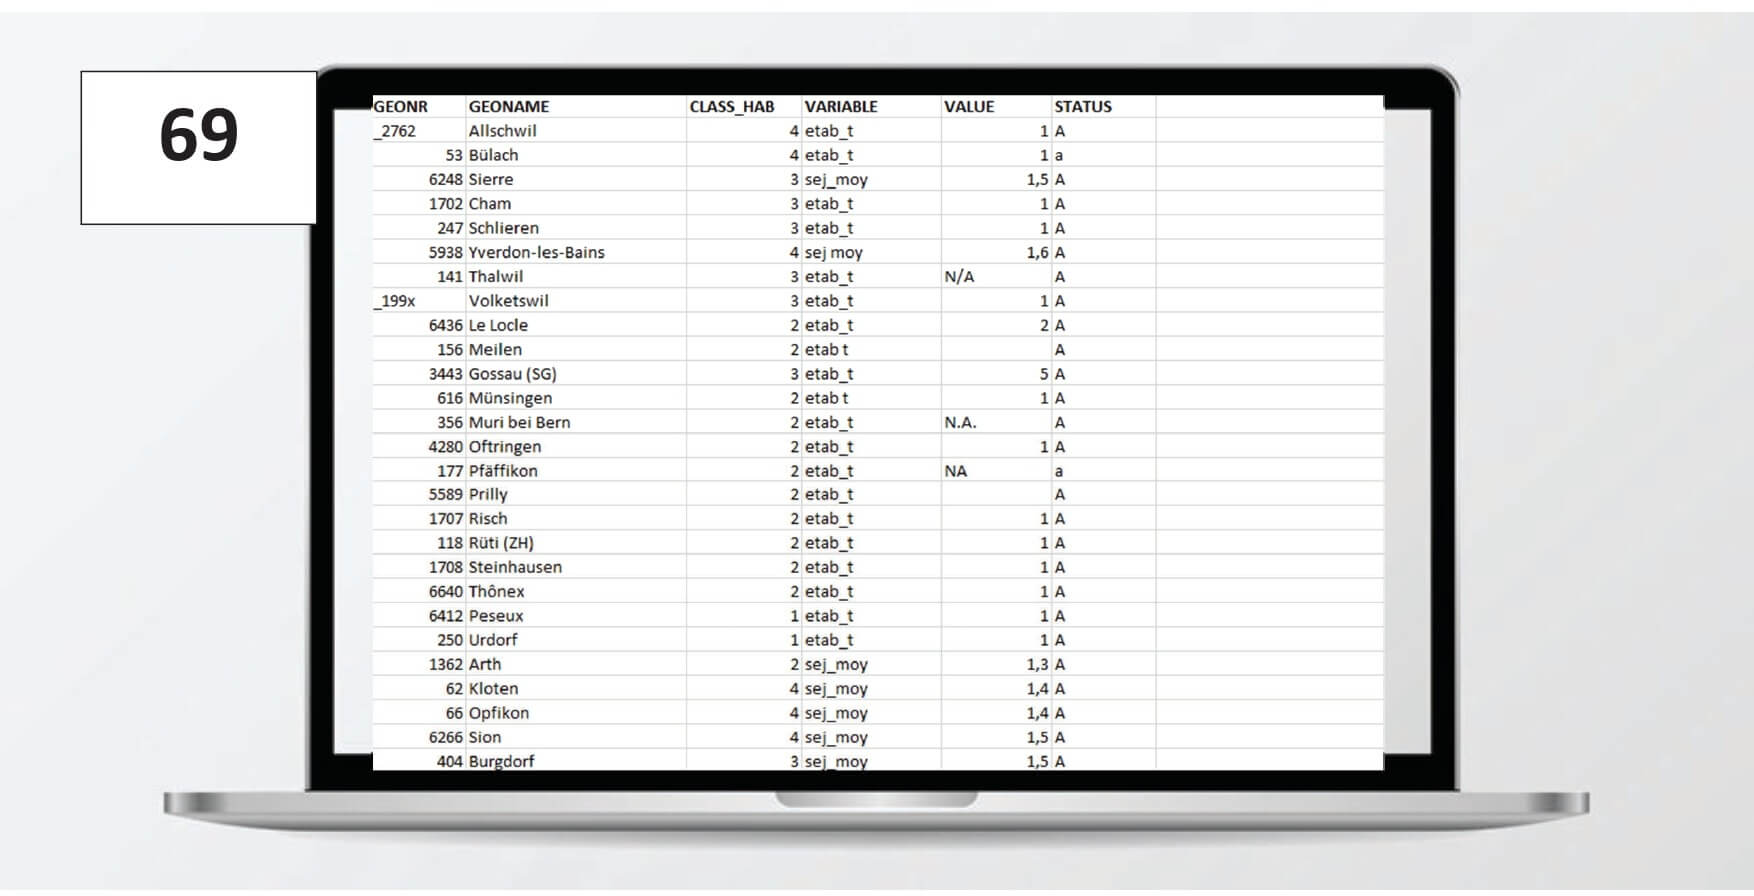 69
GEONR GEONAME CLASS_HAB VARIABLE VALUE STATUS
_2762 Allschwil 4 etab_t 1 A
53 Bülach 4 etab_t 1 a
6248 Sierre 3 sej_moy 1,5 A
1702 Cham 3 etab_t 1 A
247 Schlieren 3 etab_t 1 A
5938 Yverdon-les-Bains 4 sej moy 1,6 A
141 Thalwil 3 etab_t N/A A
_199x Volketswil 3 etab_t 1 A
6436 Le Locle 2 etab_t 2 A
156 Meilen 2 etab t A
3443 Gossau (SG) 3 etab_t 5 A
616 Münsingen 2 etab t 1 A
356 Muri bei Bern 2 etab_t N.A. A
4280 Oftringen 2 etab_t 1 A
177 Pfäffikon 2 etab_t NA a
5589 Prilly 2 etab_t A
1707 Risch 2 etab_t 1 A
118 Rüti (ZH) 2 etab_t 1 A
1708 Steinhausen 2 etab_t 1 A
6640 Thônex 2 etab_t 1 A
6412 Peseux 1 etab_t 1 A
250 Urdorf 1 etab_t 1 A
1362 Arth 2 sej_moy 1,3 A
62 Kloten 4 sej_moy 1,4 A
66 Opfikon 4 sej_moy 1,4 A
6266 Sion 4 sej_moy 1,5 A
404 Burgdorf 3 sej_moy 1,5 A